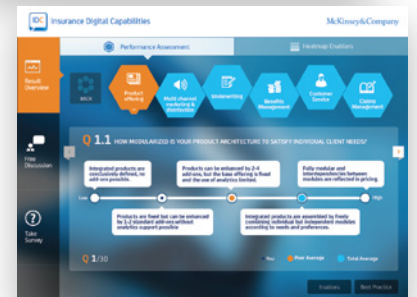 IDC Insurance Digital Capabilities
McKinsey&Company
Performance Assessment
Heatmap Enablers
Result
Overview
BACK
Product
offering
Multi channel
marketing &
distribution
Underwriting
Benefits
Management
Customer
Service
Claims
Management
Q 1.1 HOW MODULARIZED IS YOUR PRODUCT ARCHITECTURE TO SATISFY INDIVIDUAL CLIENT NEEDS?
Free
Discussion
Integrated products are
conclusively defined, no
add-ons possible.
Products can be enhanced by 2-4
add-ons, but the base offering is fixed
and the use of analytics limited.
Fully modular and
interdependencies between
modules are reflected in pricing
Low
High
Products are fixed but can be enhanced
by 1-2 standard add-ons without
analytics support possible
Integrated products are assembled by freely
combining individual but independent modules
according to needs and preferences.
Take
Survey
Q 1/30
You
Peer Average
Total Average
Enablers
Best Practice